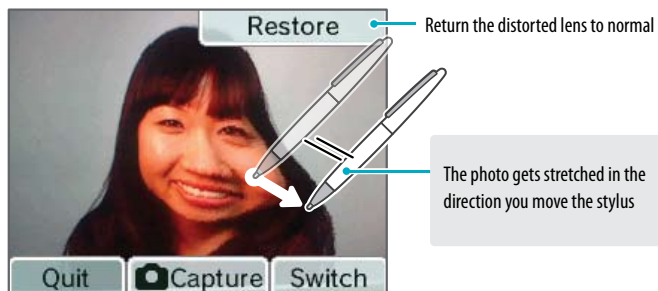 Restore
Return the distorted lens to normal
The photo gets stretched in the
direction you move the stylus
Quit
Capture
Switch